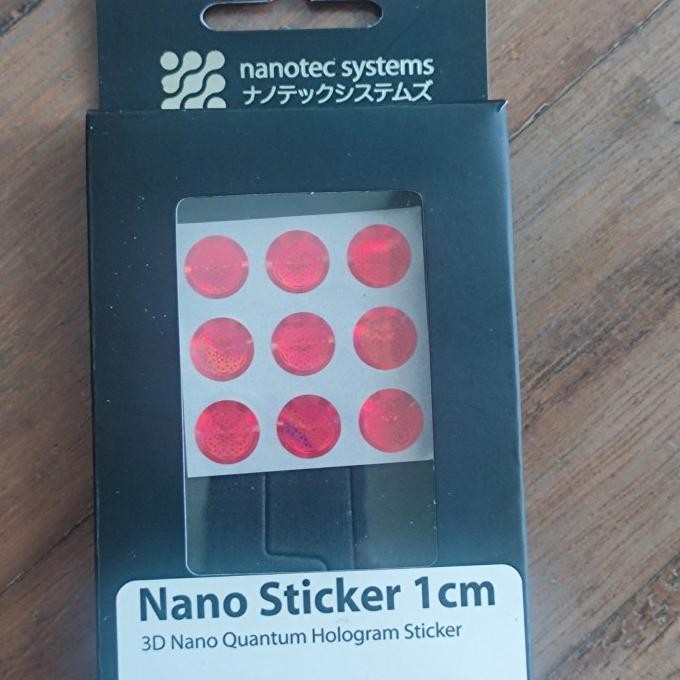 nanotec systems
ナノテックシステムズ
Nano Sticker 1cm
3D Nano Quantum Hologram Sticker